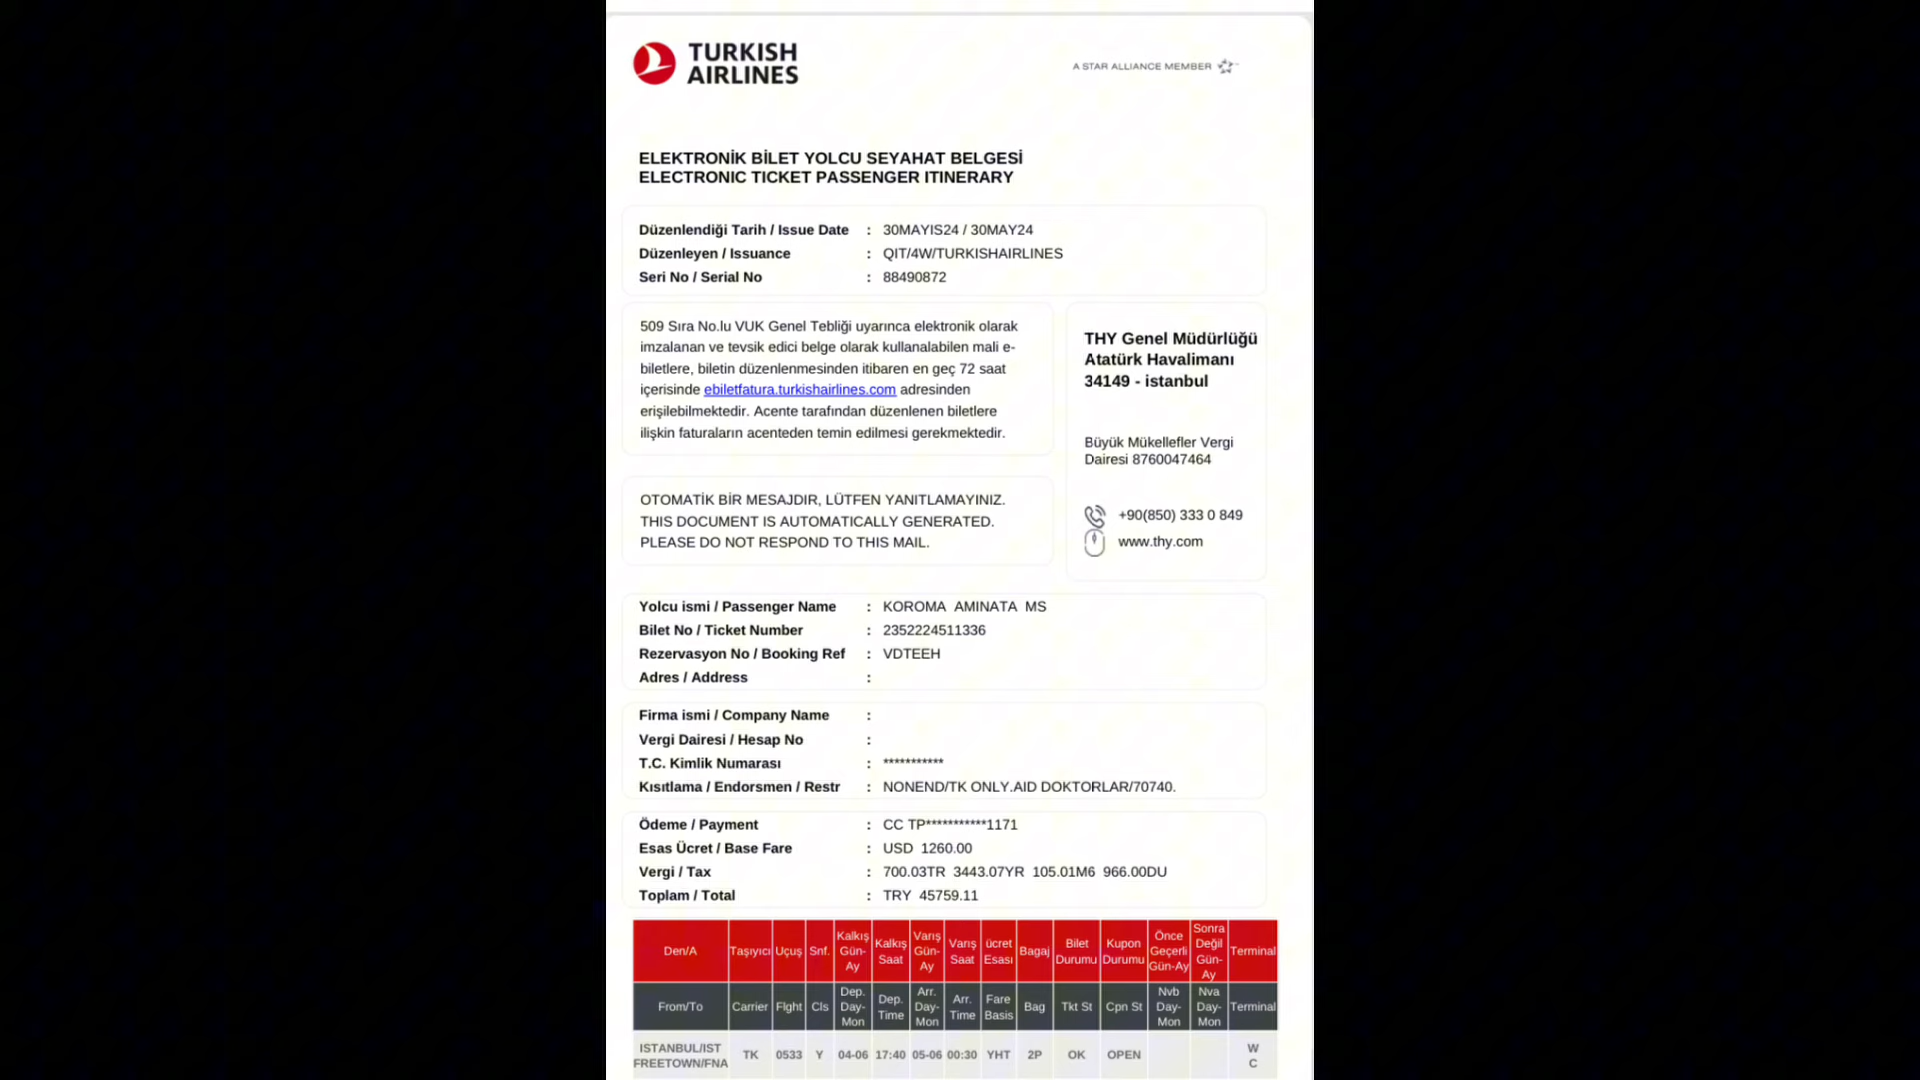 TURKISH
AIRLINES
A STAR ALLIANCE MEMBER
ELEKTRONİK BİLET YOLCU SEYAHAT BELGESİ
ELECTRONIC TICKET PASSENGER ITINERARY
Düzenlendiği Tarih / Issue Date : 30MAYIS24 / 30MAY24
Düzenleyen / Issuance : QIT/4W/TURKISHAIRLINES
Seri No / Serial No : 88490872
509 Sıra No.lu VUK Genel Tebliği uyarınca elektronik olarak
imzalanan ve tevsik edici belge olarak kullanalabilen mali e-
biletlere, biletin düzenlenmesinden itibaren en geç 72 saat
içerisinde ebiletfatura.turkishairlines.com adresinden
erişilebilmektedir. Acente tarafından düzenlenen biletlere
ilişkin faturaların acenteden temin edilmesi gerekmektedir.
THY Genel Müdürlüğü
Atatürk Havalimanı
34149 - istanbul
Büyük Mükellefler Vergi
Dairesi 8760047464
+90(850) 333 0 849
www.thy.com
OTOMATİK BİR MESAJDIR, LÜTFEN YANITLAMAYINIZ.
THIS DOCUMENT IS AUTOMATICALLY GENERATED.
PLEASE DO NOT RESPOND TO THIS MAIL.
Yolcu ismi / Passenger Name : KOROMA AMINATA MS
Bilet No / Ticket Number : 2352224511336
Rezervasyon No / Booking Ref : VDTEEH
Adres / Address :
Firma ismi / Company Name :
Vergi Dairesi / Hesap No :
T.C. Kimlik Numarası : ***********
Kısıtlama / Endorsmen / Restr : NONEND/TK ONLY.AID DOKTORLAR/70740.
Ödeme / Payment : CC TP***********1171
Esas Ücret / Base Fare : USD 1260.00
Vergi / Tax : 700.03TR 3443.07YR 105.01M6 966.00DU
Toplam / Total : TRY 45759.11
Den/A Taşıyıcı Uçuş Snf. Kalkış Gün-Ay Kalkış Saat Varış Gün-Ay Varış Saat ücret Esası Bagaj Bilet Durumu Kupon Durumu Önce Geçerli Gün-Ay Sonra Değil Gün-Ay Terminal
From/To Carrier Flght Cls Dep. Day-Mon Dep. Time Arr. Day-Mon Arr. Time Fare Basis Bag Tkt St Cpn St Nvb Day-Mon Nva Day-Mon Terminal
ISTANBUL/IST FREETOWN/FNA TK 0533 Y 04-06 17:40 05-06 00:30 YHT 2P OK OPEN W C